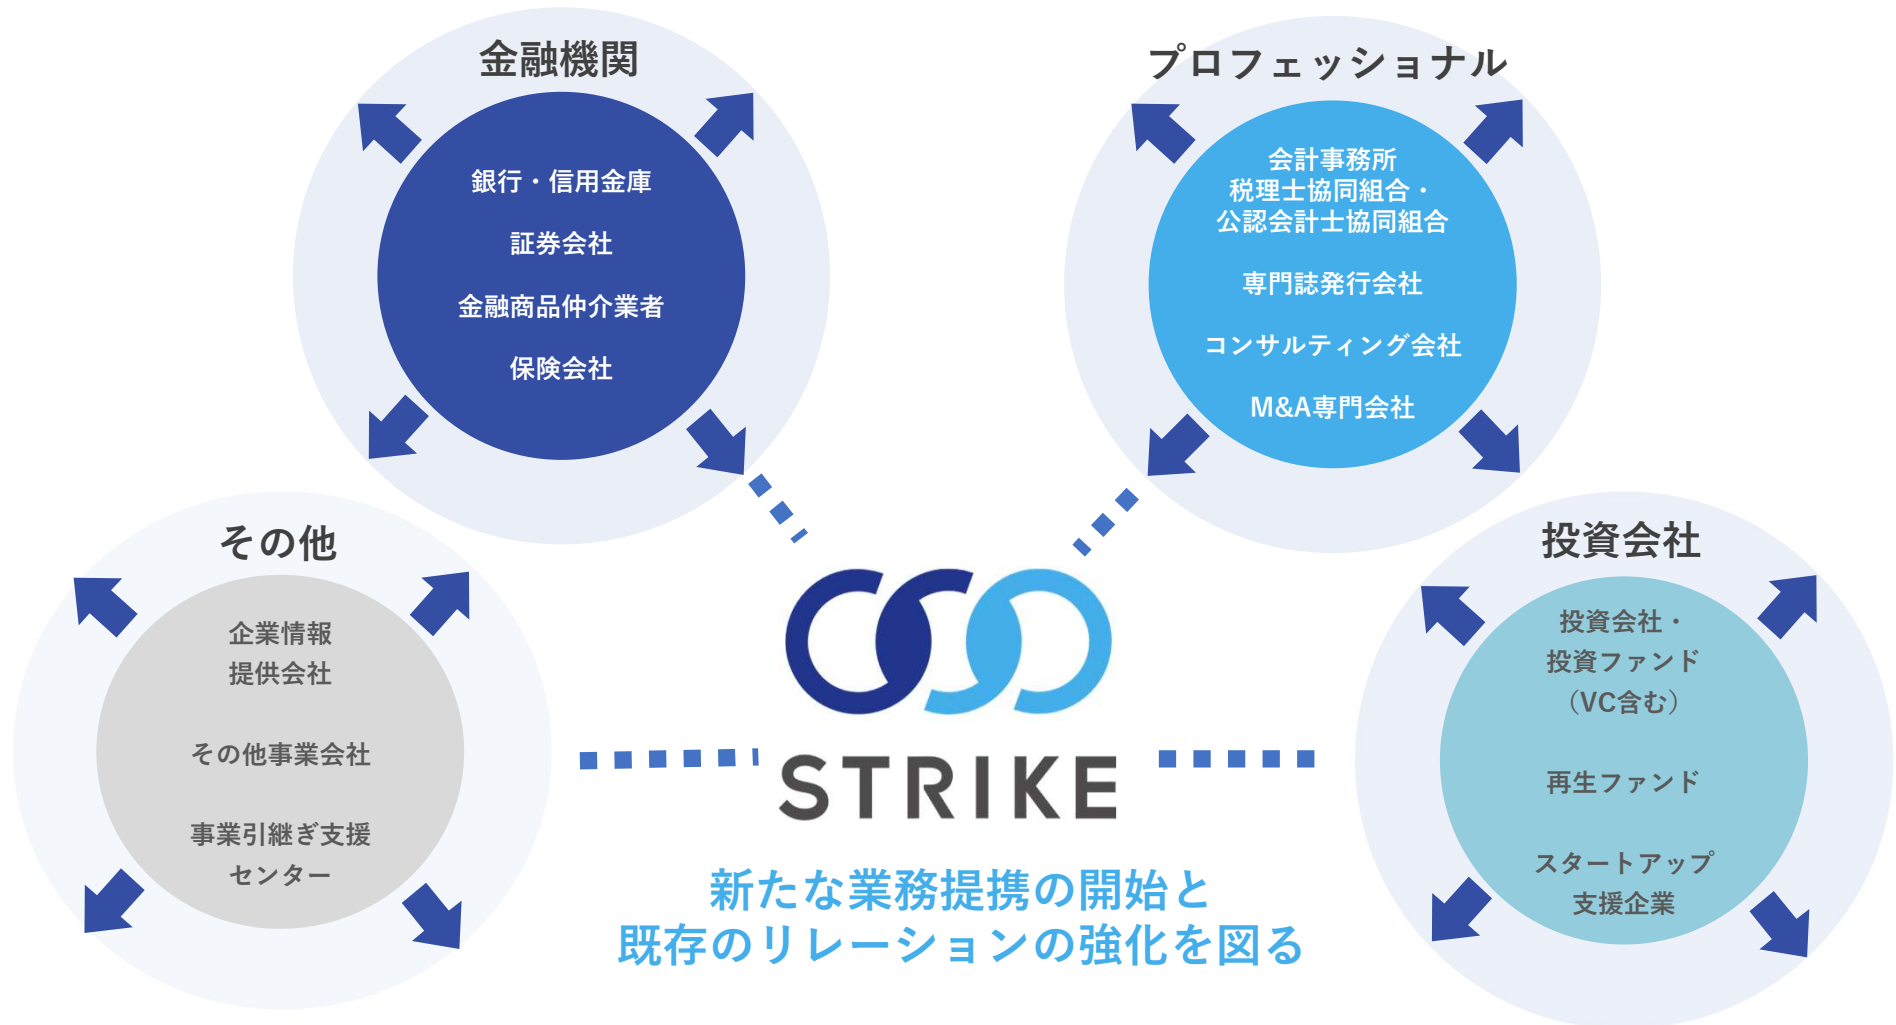 金融機関
銀行・信用金庫
証券会社
金融商品仲介業者
保険会社
プロフェッショナル
会計事務所
税理士協同組合・
公認会計士協同組合
専門誌発行会社
コンサルティング会社
M&A専門会社
その他
企業情報
提供会社
その他事業会社
事業引継ぎ支援
センター
STRIKE
新たな業務提携の開始と
既存のリレーションの強化を図る
投資会社
投資会社・
投資ファンド
（VC含む）
再生ファンド
スタートアップ
支援企業